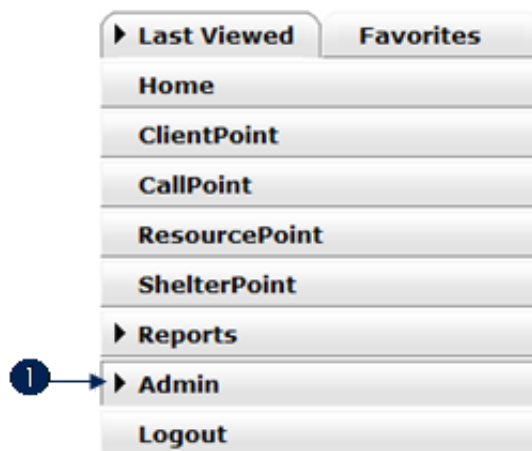 Last Viewed Favorites
Home
ClientPoint
CallPoint
ResourcePoint
ShelterPoint
Reports
1 Admin
Logout